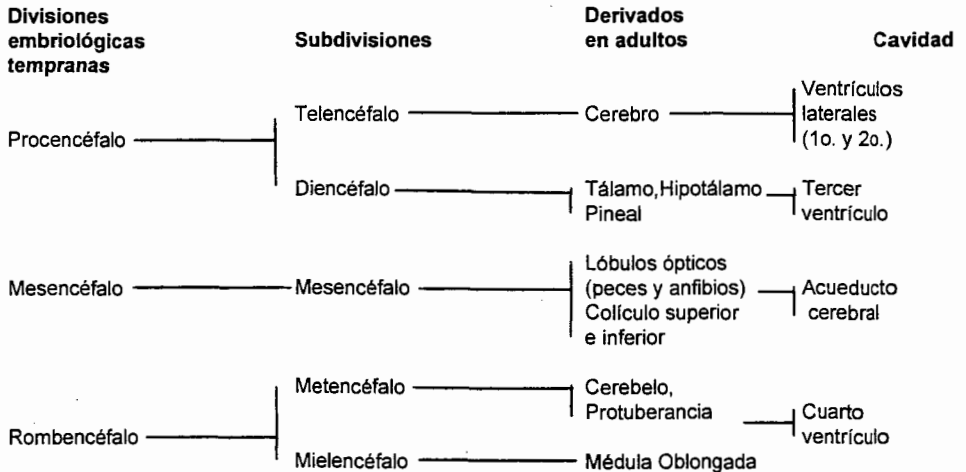 Divisiones
embriológicas
tempranas
Subdivisiones
Derivados
en adultos
Cavidad
Procencéfalo
Telencéfalo
Cerebro
Ventrículos
laterales
(1o. y 2o.)
Diencéfalo
Tálamo,Hipotálamo
Pineal
Tercer
ventrículo
Mesencéfalo
Mesencéfalo
Lóbulos ópticos
(peces y anfibios)
Colículo superior
e inferior
Acueducto
cerebral
Rombencéfalo
Metencéfalo
Cerebelo,
Protuberancia
Cuarto
ventrículo
Mielencéfalo
Médula Oblongada